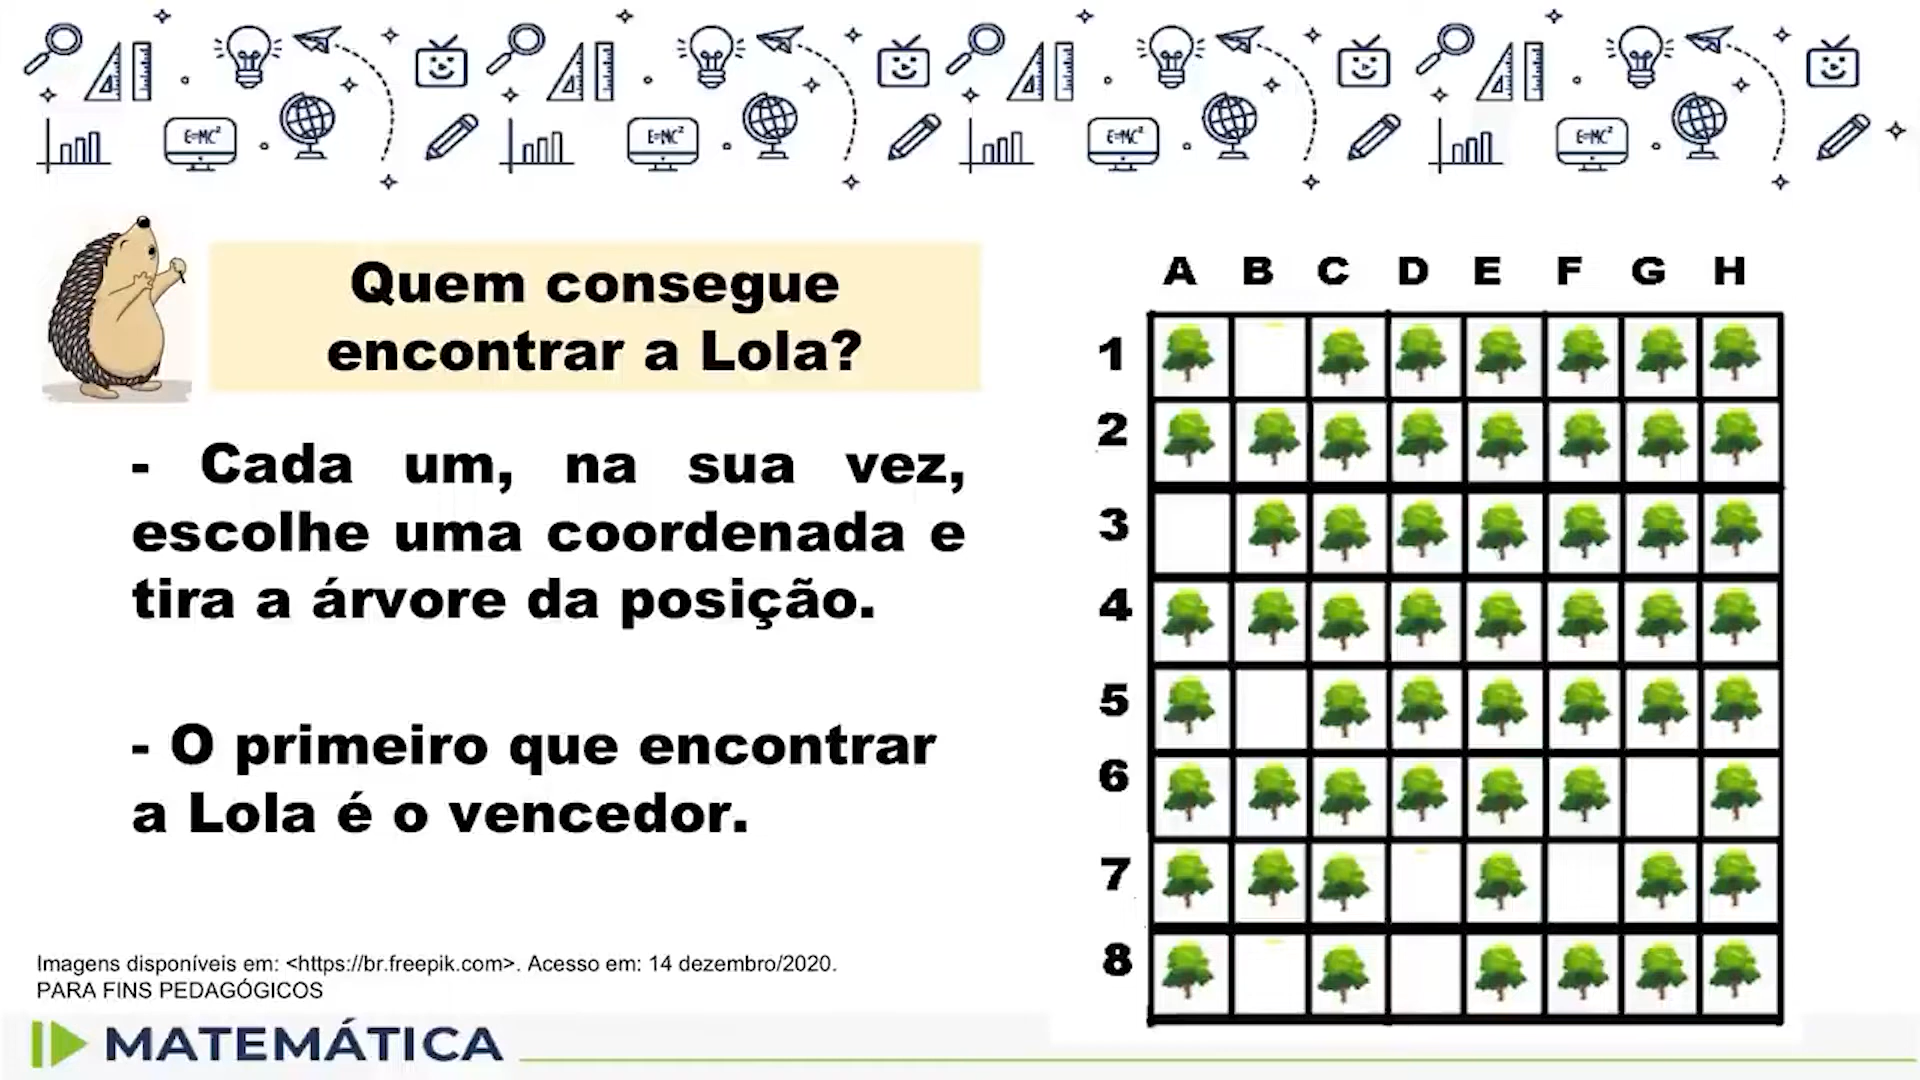 E=MC²
E=MC²
E=MC²
E=MC²
Quem consegue
encontrar a Lola?
- Cada um, na sua vez,
escolhe uma coordenada e
tira a árvore da posição.
- O primeiro que encontrar
a Lola é o vencedor.
A B C D E F G H
1
2
3
4
5
6
7
8
Imagens disponíveis em: <https://br.freepik.com>. Acesso em: 14 dezembro/2020.
PARA FINS PEDAGÓGICOS
MATEMÁTICA